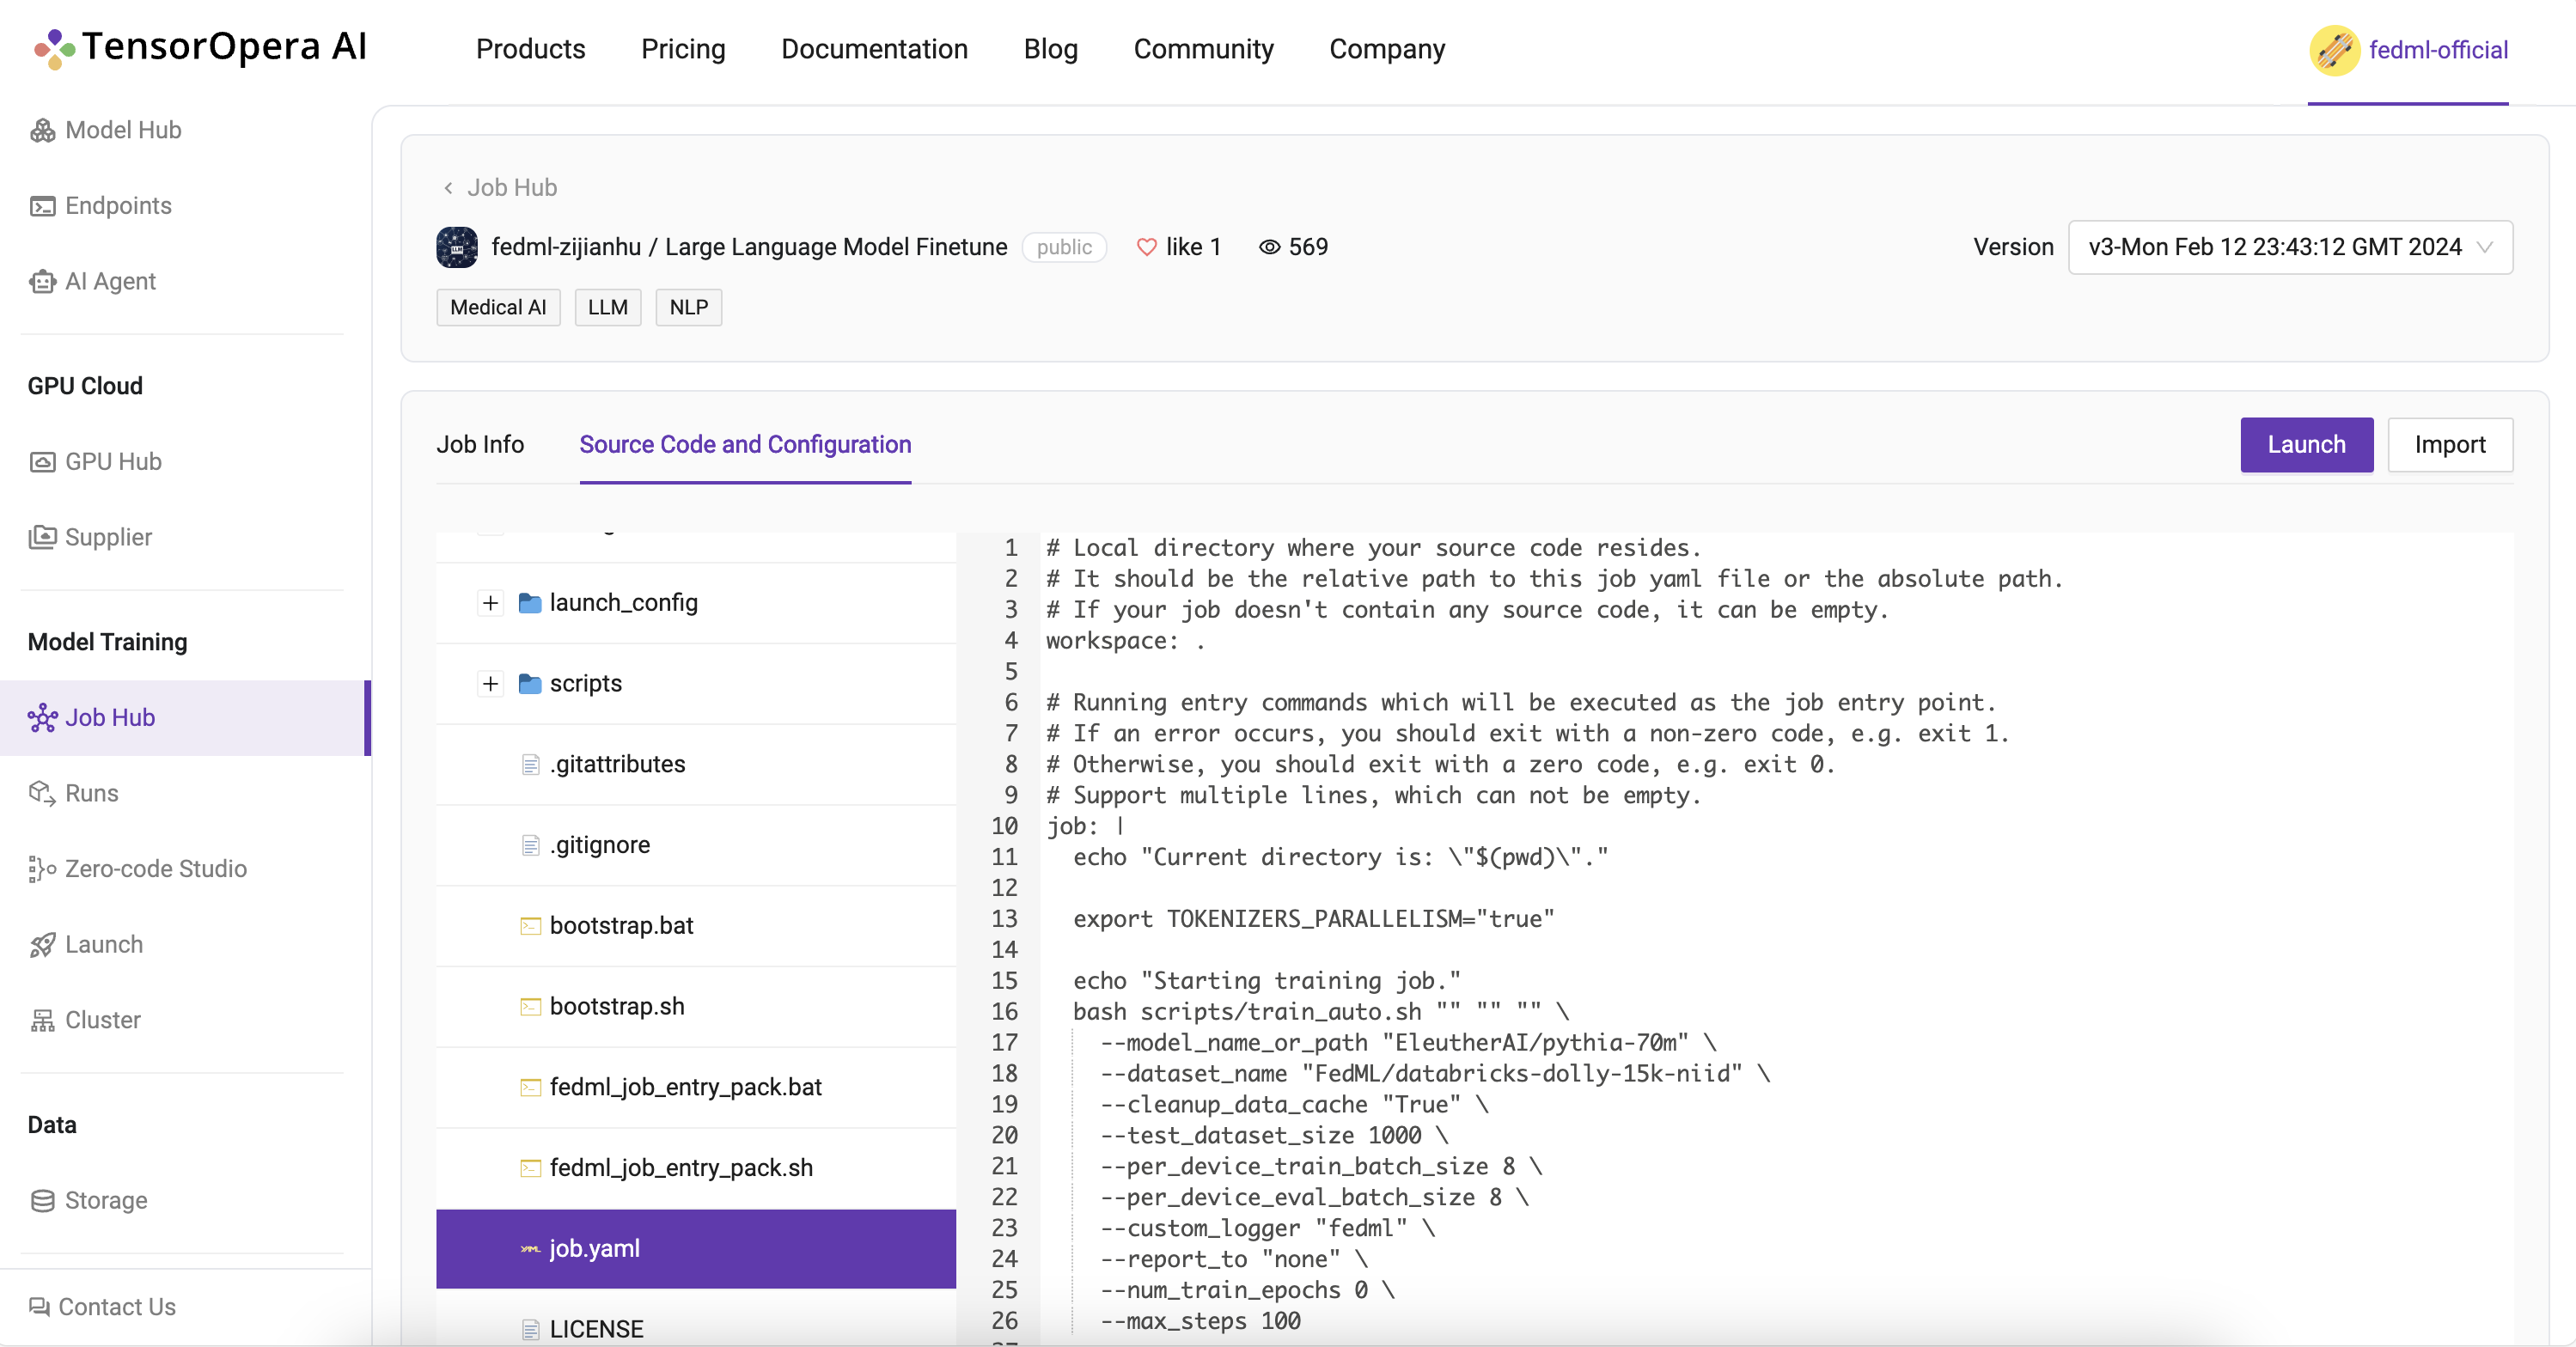 TensorOpera AI
Products Pricing Documentation Blog Community Company
fedml-official
Model Hub
Endpoints
AI Agent
GPU Cloud
GPU Hub
Supplier
Model Training
Job Hub
Runs
Zero-code Studio
Launch
Cluster
Data
Storage
Contact Us
Job Hub
fedml-zijianhu / Large Language Model Finetune public like 1 569
Version v3-Mon Feb 12 23:43:12 GMT 2024
Medical AI LLM NLP
Job Info Source Code and Configuration
Launch Import
launch_config
scripts
.gitattributes
.gitignore
bootstrap.bat
bootstrap.sh
fedml_job_entry_pack.bat
fedml_job_entry_pack.sh
YAML job.yaml
LICENSE
1 # Local directory where your source code resides.
2 # It should be the relative path to this job yaml file or the absolute path.
3 # If your job doesn't contain any source code, it can be empty.
4 workspace: .
5
6 # Running entry commands which will be executed as the job entry point.
7 # If an error occurs, you should exit with a non-zero code, e.g. exit 1.
8 # Otherwise, you should exit with a zero code, e.g. exit 0.
9 # Support multiple lines, which can not be empty.
10 job: |
11   echo "Current directory is: \"$(pwd)\"."
12
13   export TOKENIZERS_PARALLELISM="true"
14
15   echo "Starting training job."
16   bash scripts/train_auto.sh "" "" "" \
17     --model_name_or_path "EleutherAI/pythia-70m" \
18     --dataset_name "FedML/databricks-dolly-15k-niid" \
19     --cleanup_data_cache "True" \
20     --test_dataset_size 1000 \
21     --per_device_train_batch_size 8 \
22     --per_device_eval_batch_size 8 \
23     --custom_logger "fedml" \
24     --report_to "none" \
25     --num_train_epochs 0 \
26     --max_steps 100